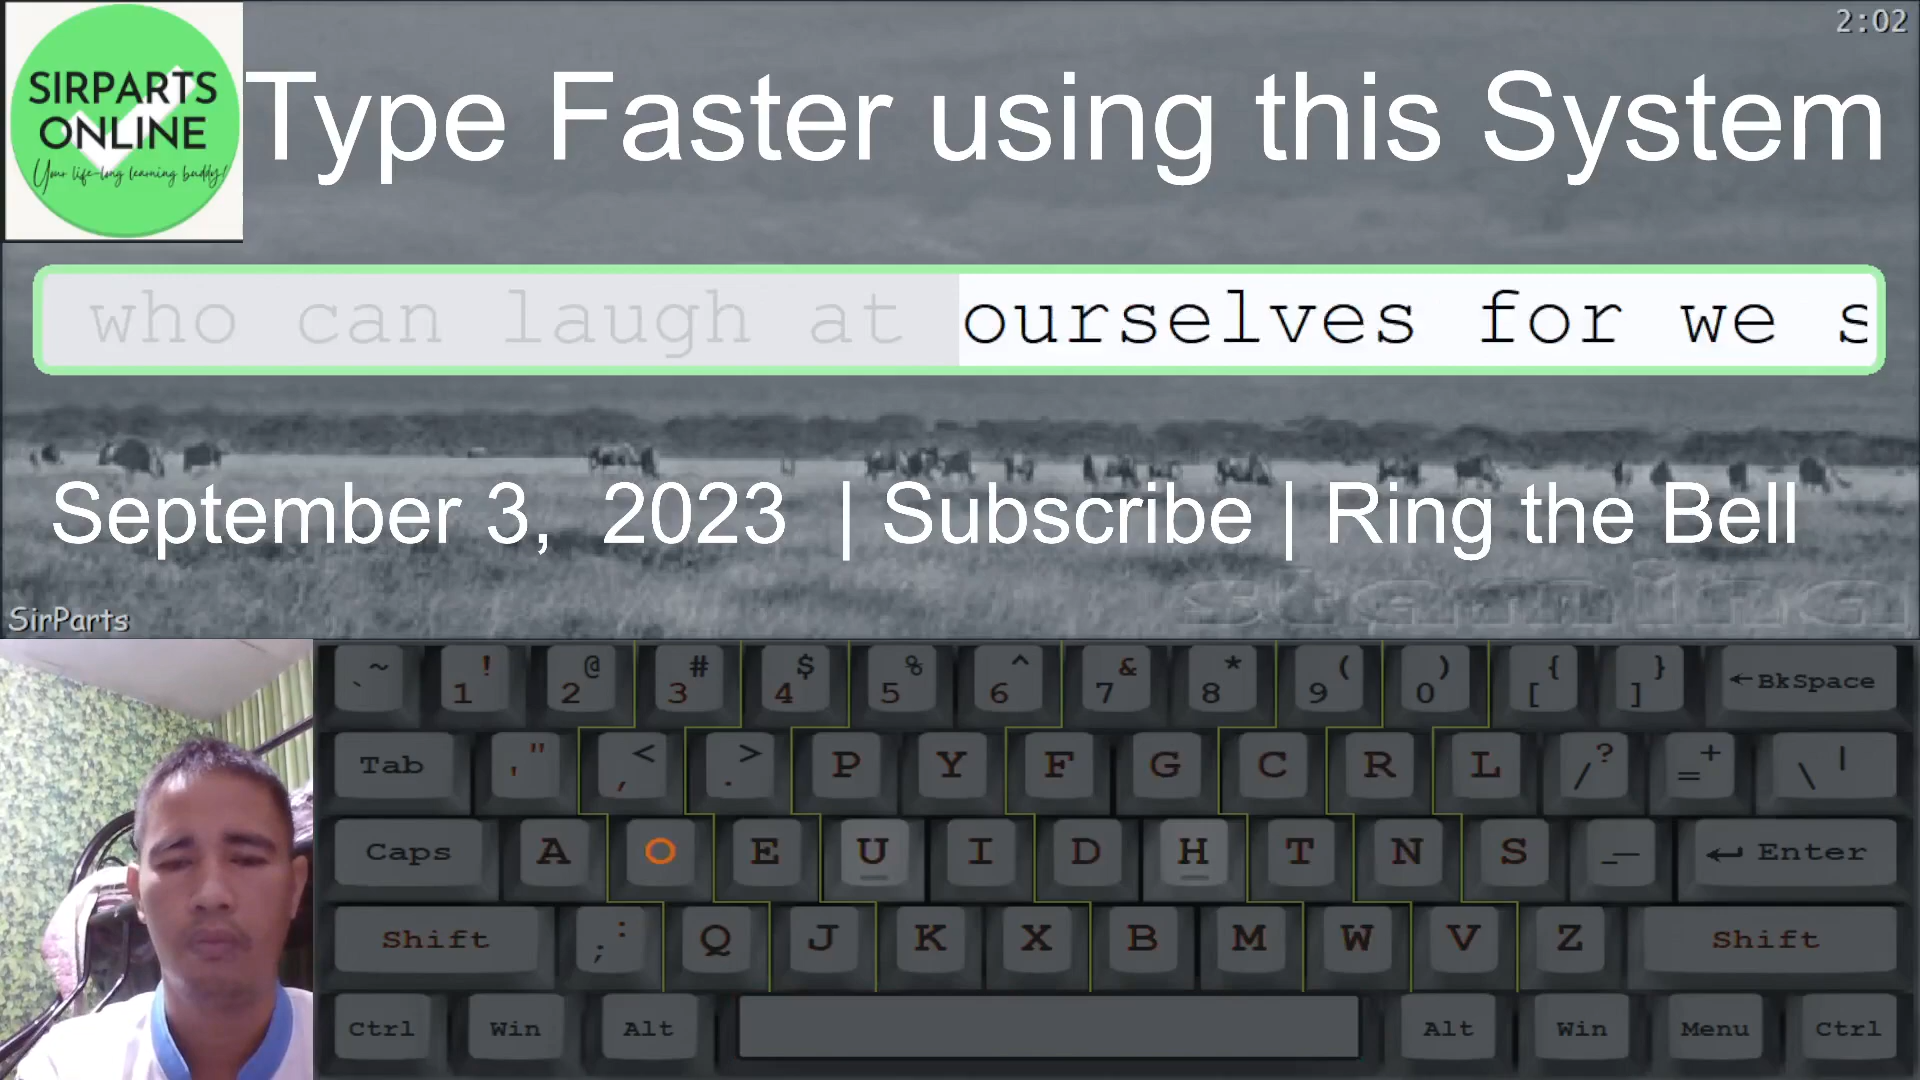 2:02
SIRPARTS
ONLINE
Your life-long learning buddy!
Type Faster using this System
who can laugh at ourselves for we s
September 3, 2023 | Subscribe | Ring the Bell
stamina
SirParts
~ ` ! 1 @ 2 # 3 $ 4 % 5 ^ 6 & 7 * 8 ( 9 ) 0 { [ } ] ←BkSpace
Tab " ' < , > . P Y F G C R L ? / + = | \
Caps A O E U I D H T N S _ - ↵ Enter
Shift : ; Q J K X B M W V Z Shift
Ctrl Win Alt Alt Win Menu Ctrl